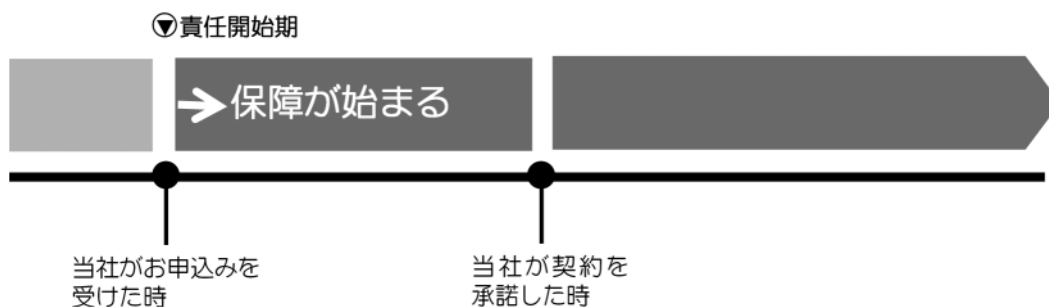 ▼責任開始期
→保障が始まる
当社がお申込みを
受けた時
当社が契約を
承諾した時